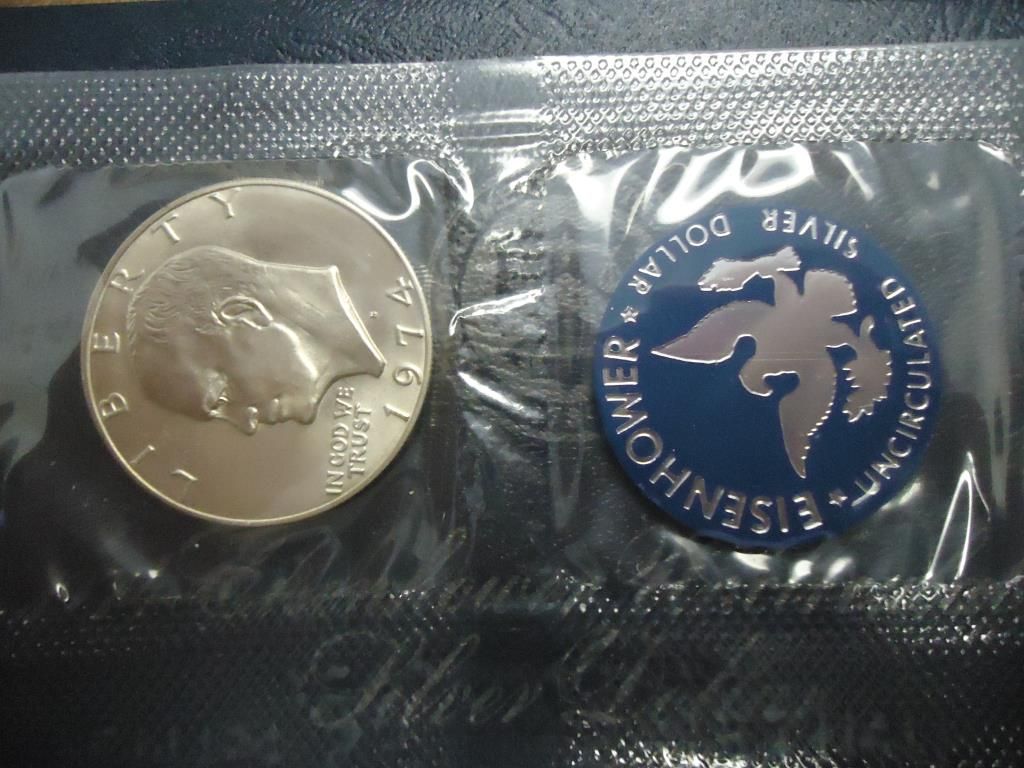 LIBERTY
IN GOD WE
TRUST
1974
EISENHOWER
UNCIRCULATED SILVER DOLLAR